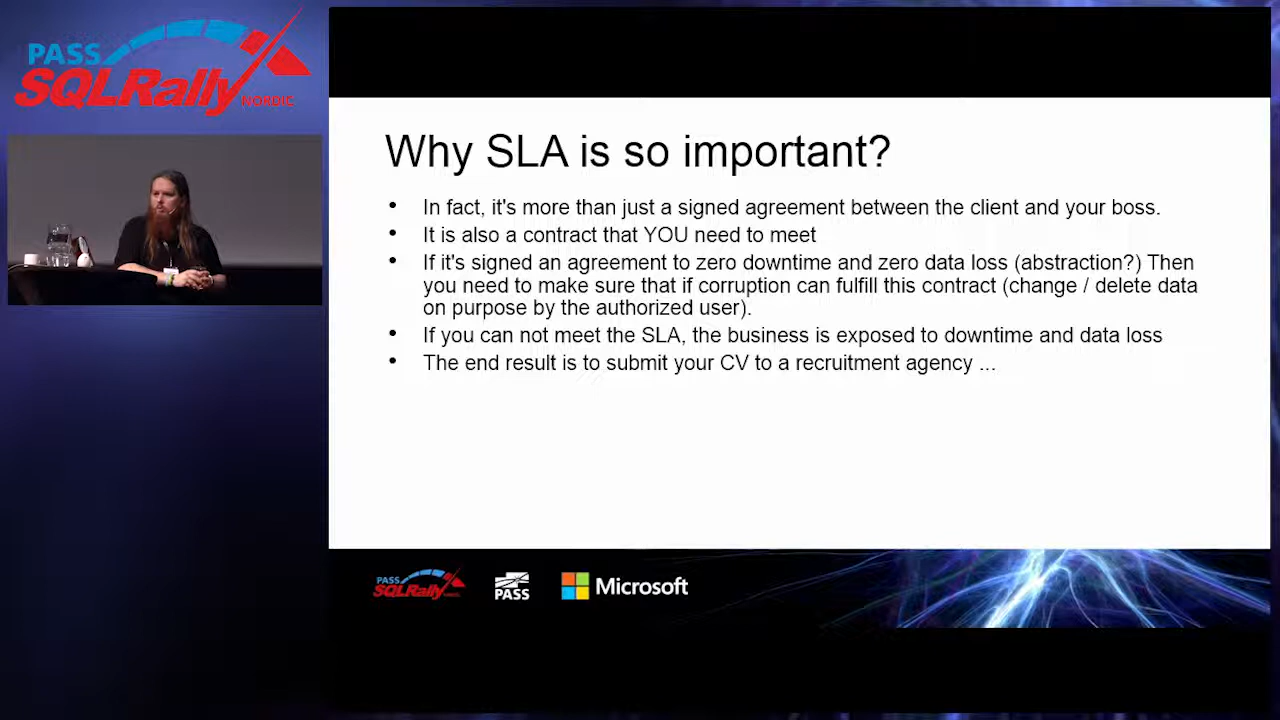 PASS
SQLRally
NORDIC
Why SLA is so important?
• In fact, it's more than just a signed agreement between the client and your boss.
• It is also a contract that YOU need to meet
• If it's signed an agreement to zero downtime and zero data loss (abstraction?) Then
you need to make sure that if corruption can fulfill this contract (change / delete data
on purpose by the authorized user).
• If you can not meet the SLA, the business is exposed to downtime and data loss
• The end result is to submit your CV to a recruitment agency ...
PASS
SQLRally
NORDIC
PASS
Microsoft